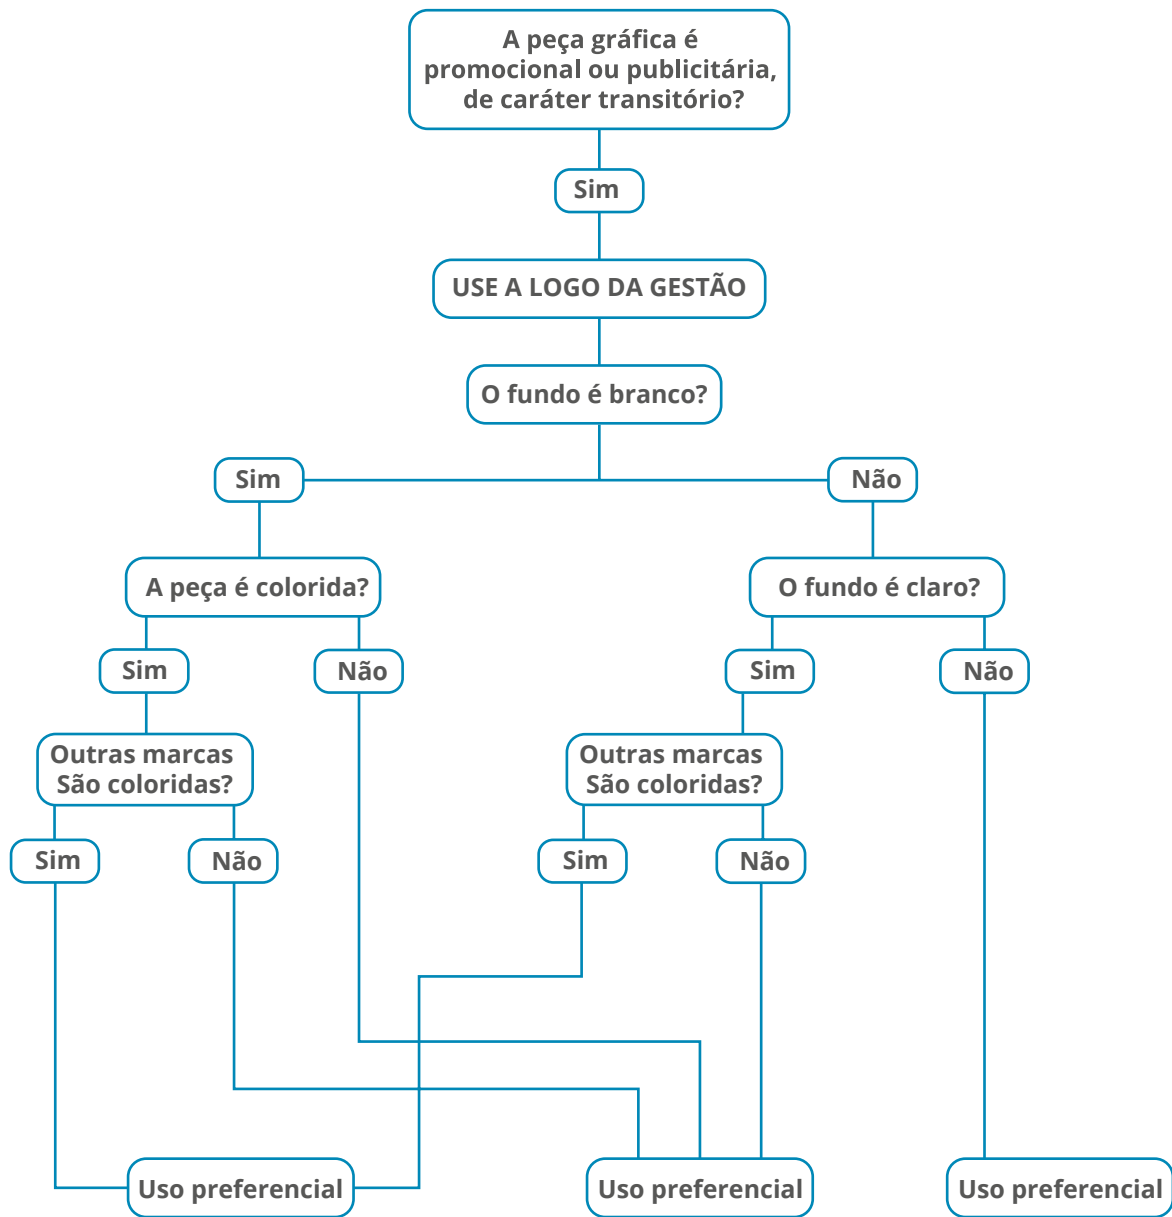 A peça gráfica é
promocional ou publicitária,
de caráter transitório?
Sim
USE A LOGO DA GESTÃO
O fundo é branco?
Sim
Não
A peça é colorida?
O fundo é claro?
Sim
Não
Sim
Não
Outras marcas
São coloridas?
Outras marcas
São coloridas?
Sim
Não
Sim
Não
Uso preferencial
Uso preferencial
Uso preferencial